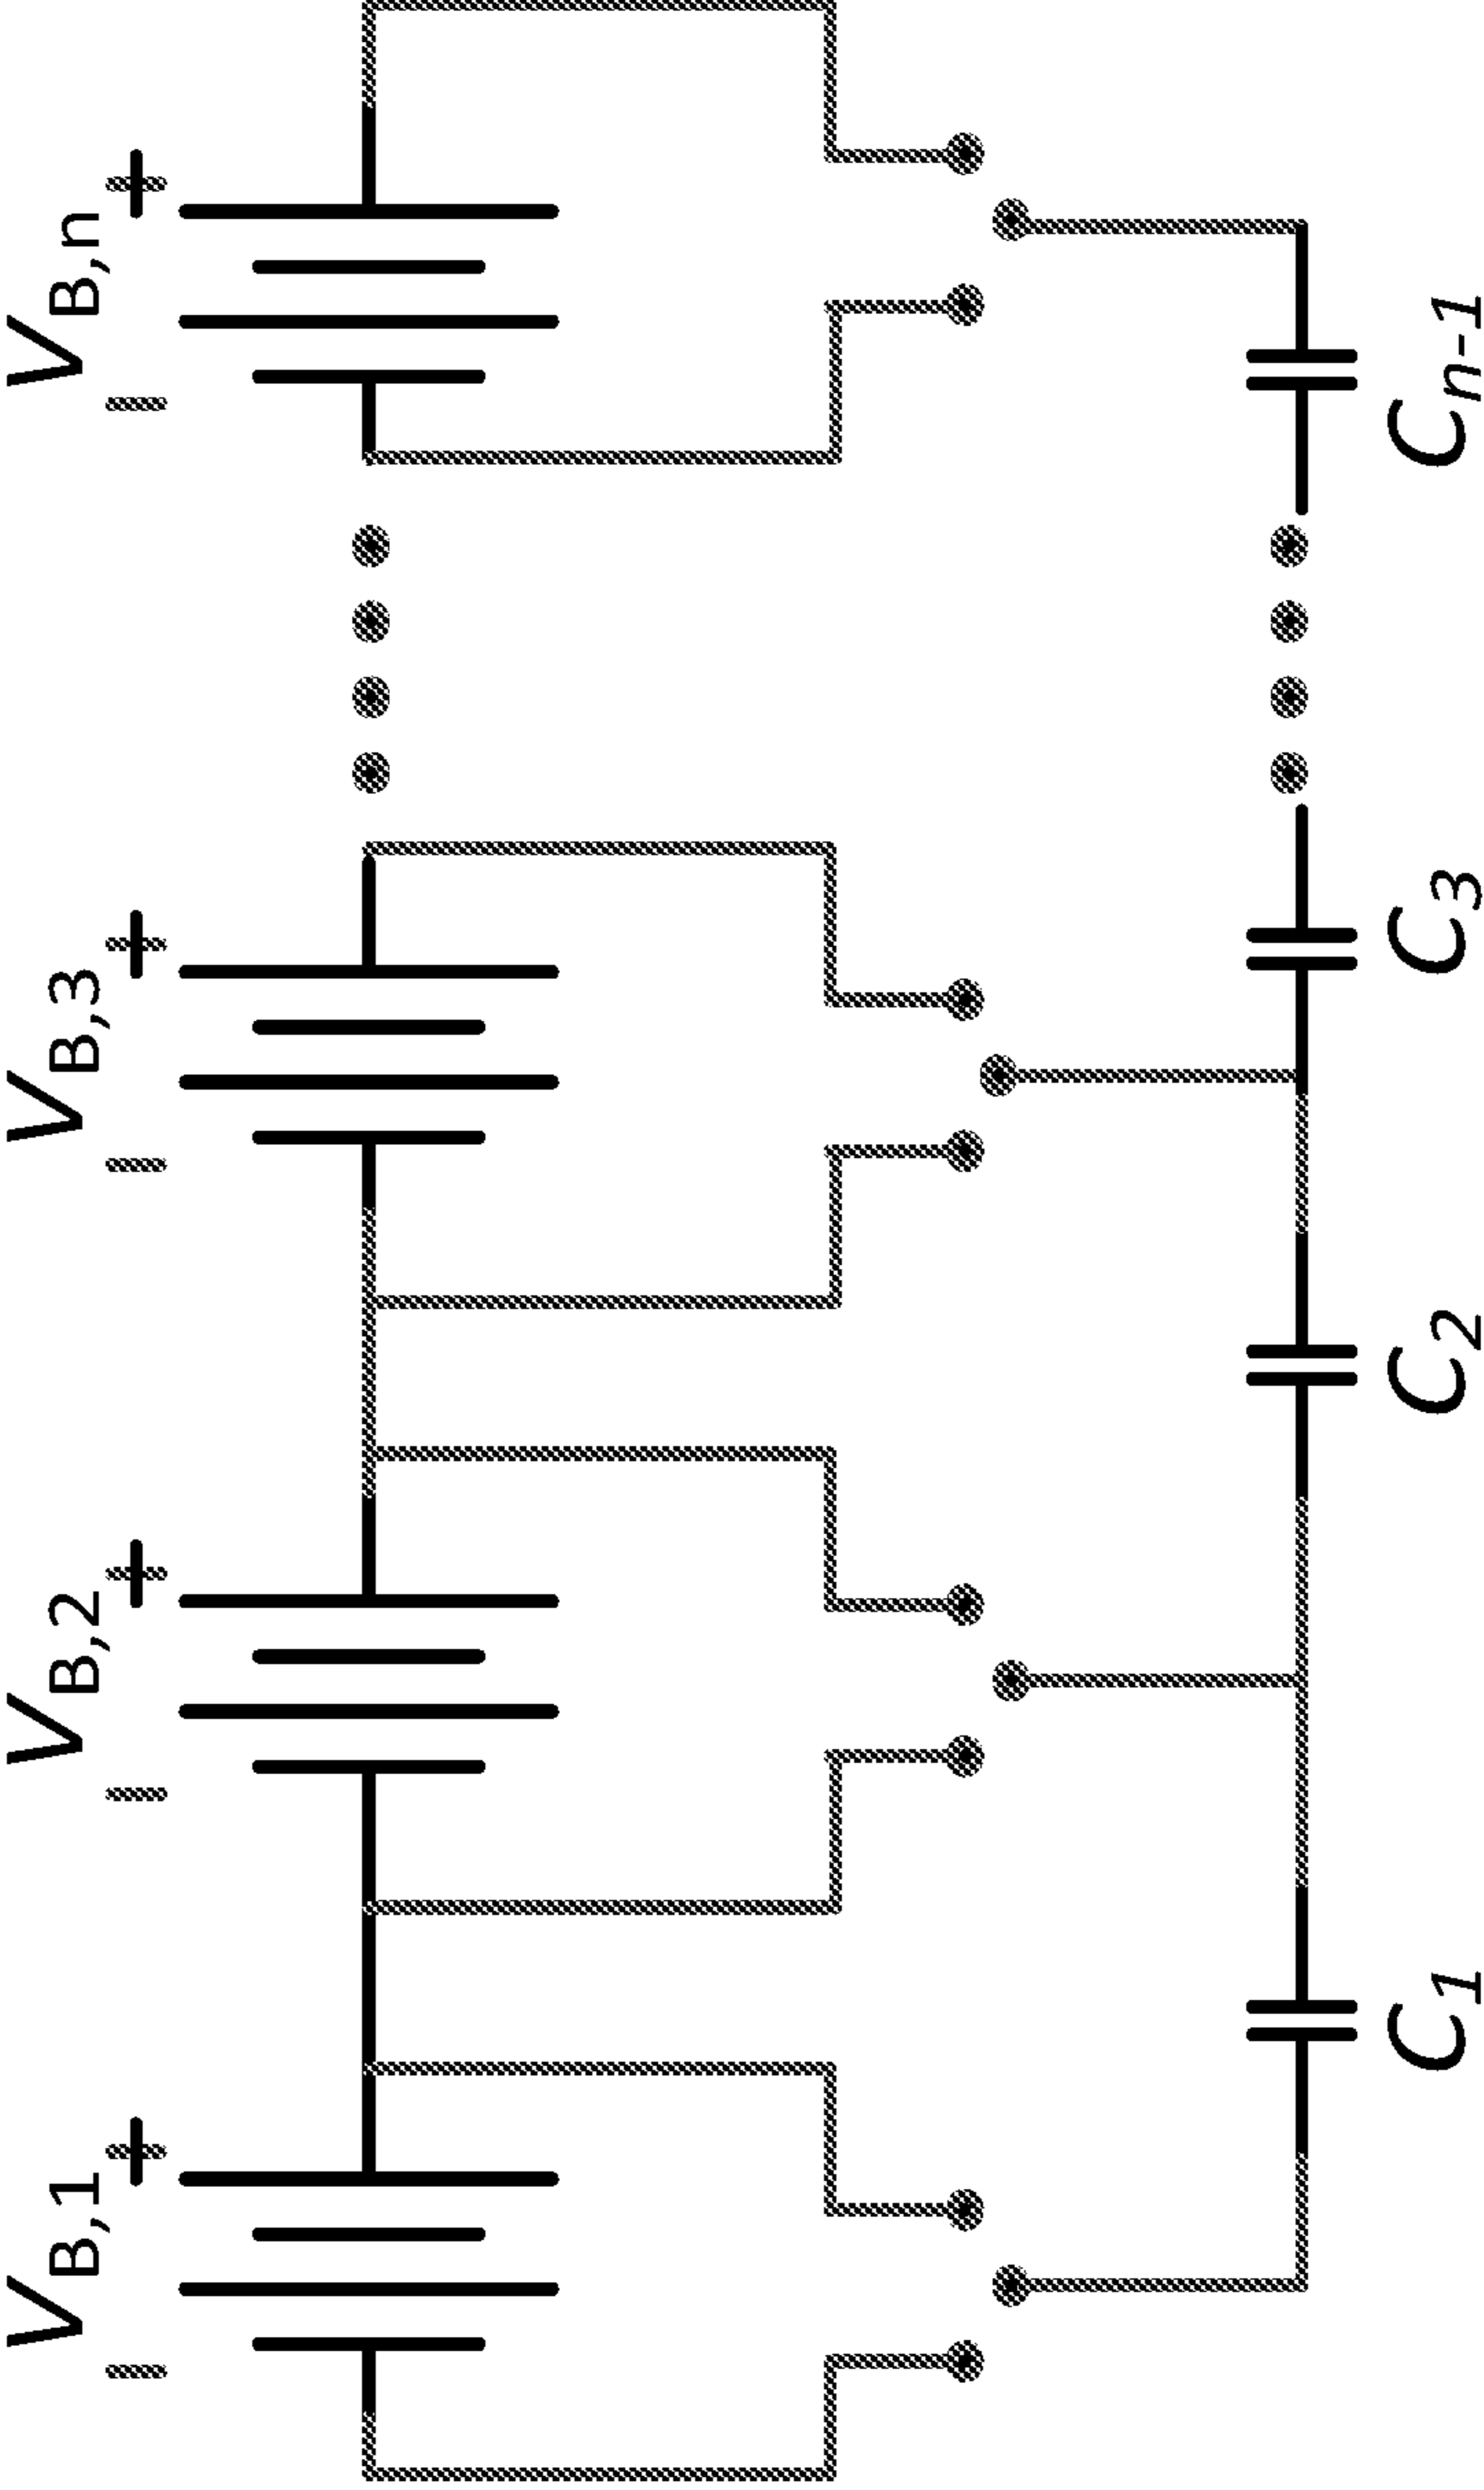 V_B,1
V_B,2
V_B,3
V_B,n
− +
− +
− +
− +
C_1
C_2
C_3
C_n-1